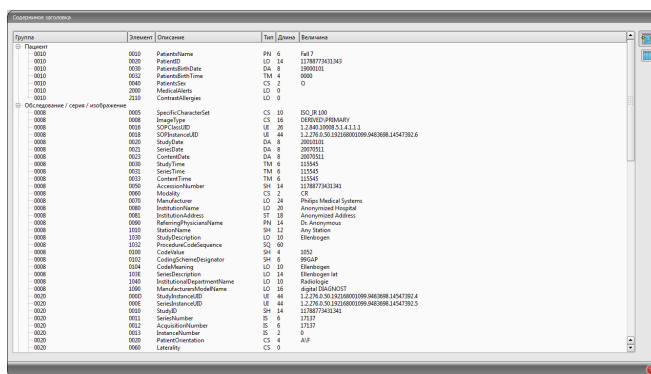 Содержимое заголовка
Группа Элемент Описание Тип Длина Величина
Пациент
0010 0010 PatientsName PN 6 Fall 7
0010 0020 PatientID LO 14 11788773431343
0010 0030 PatientsBirthDate DA 8 19000101
0010 0032 PatientsBirthTime TM 4 0000
0010 0040 PatientsSex CS 2 O
0010 2000 MedicalAlerts LO 0
0010 2110 ContrastAllergies LO 0
Обследование / серия / изображение
0008 0005 SpecificCharacterSet CS 10 ISO_IR 100
0008 0008 ImageType CS 16 DERIVED\PRIMARY
0008 0016 SOPClassUID UI 26 1.2.840.10008.5.1.4.1.1.1
0008 0018 SOPInstanceUID UI 44 1.2.276.0.50.192168001099.9483698.14547392.6
0008 0020 StudyDate DA 8 20010101
0008 0021 SeriesDate DA 8 20070511
0008 0023 ContentDate DA 8 20070511
0008 0030 StudyTime TM 6 115545
0008 0031 SeriesTime TM 6 115545
0008 0033 ContentTime TM 6 115545
0008 0050 AccessionNumber SH 14 11788773431341
0008 0060 Modality CS 2 CR
0008 0070 Manufacturer LO 24 Philips Medical Systems
0008 0080 InstitutionName LO 20 Anonymized Hospital
0008 0081 InstitutionAddress ST 18 Anonymized Address
0008 0090 ReferringPhysiciansName PN 14 Dr. Anonymous
0008 1010 StationName SH 12 Any Station
0008 1030 StudyDescription LO 10 Ellenbogen
0008 1032 ProcedureCodeSequence SQ 60
0008 0100 CodeValue SH 4 1052
0008 0102 CodingSchemeDesignator SH 6 99GAP
0008 0104 CodeMeaning LO 10 Ellenbogen
0008 103E SeriesDescription LO 14 Ellenbogen lat
0008 1040 InstitutionalDepartmentName LO 10 Radiologie
0008 1090 ManufacturersModelName LO 16 digital DIAGNOST
0020 000D StudyInstanceUID UI 44 1.2.276.0.50.192168001099.9483698.14547392.4
0020 000E SeriesInstanceUID UI 44 1.2.276.0.50.192168001099.9483698.14547392.5
0020 0010 StudyID SH 14 11788773431341
0020 0011 SeriesNumber IS 6 17137
0020 0012 AcquisitionNumber IS 6 17137
0020 0013 InstanceNumber IS 2 0
0020 0020 PatientOrientation CS 4 A\F
0020 0060 Laterality CS 0